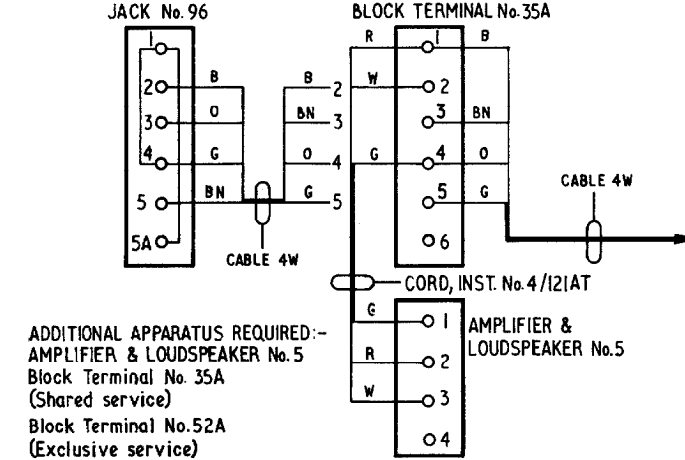 JACK No. 96
BLOCK TERMINAL No. 35A
1
R
1
B
2
B
B
2
W
2
3
O
BN
3
3
BN
4
G
O
4
G
4
O
5
BN
G
5
5
G
CABLE 4W
5A
6
CABLE 4W
CORD, INST. No. 4/121AT
G
1
AMPLIFIER &
LOUDSPEAKER No. 5
R
2
W
3
4
ADDITIONAL APPARATUS REQUIRED:-
AMPLIFIER & LOUDSPEAKER No. 5
Block Terminal No. 35A
(Shared service)
Block Terminal No. 52A
(Exclusive service)